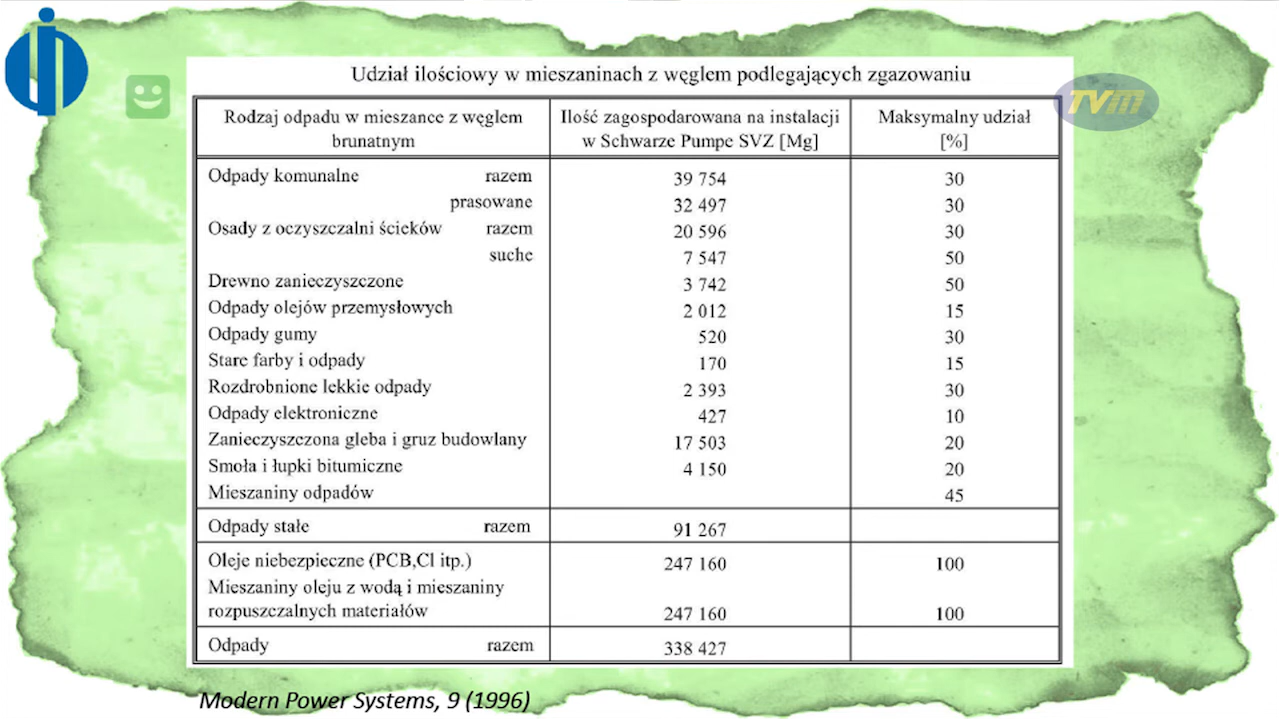 TVim
Udział ilościowy w mieszaninach z węglem podlegających zgazowaniu
Rodzaj odpadu w mieszance z węglem brunatnym
Ilość zagospodarowana na instalacji w Schwarze Pumpe SVZ [Mg]
Maksymalny udział [%]
Odpady komunalne razem 39 754 30
prasowane 32 497 30
Osady z oczyszczalni ścieków razem 20 596 30
suche 7 547 50
Drewno zanieczyszczone 3 742 50
Odpady olejów przemysłowych 2 012 15
Odpady gumy 520 30
Stare farby i odpady 170 15
Rozdrobnione lekkie odpady 2 393 30
Odpady elektroniczne 427 10
Zanieczyszczona gleba i gruz budowlany 17 503 20
Smoła i łupki bitumiczne 4 150 20
Mieszaniny odpadów 45
Odpady stałe razem 91 267
Oleje niebezpieczne (PCB,Cl itp.) 247 160 100
Mieszaniny oleju z wodą i mieszaniny
rozpuszczalnych materiałów 247 160 100
Odpady razem 338 427
Modern Power Systems, 9 (1996)